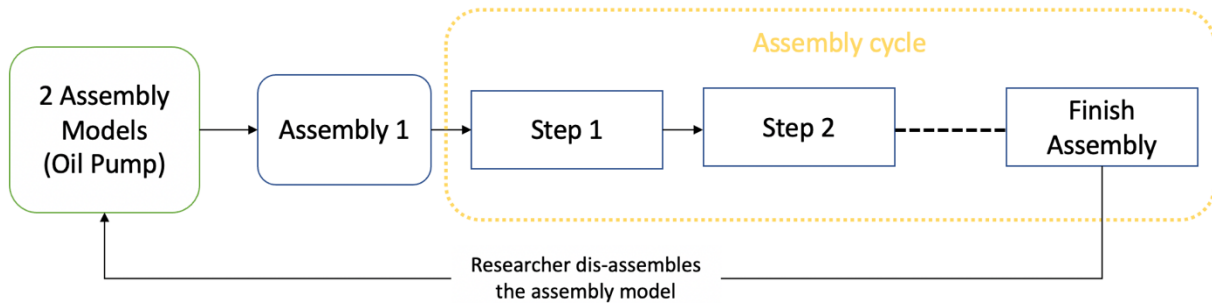 Assembly cycle
2 Assembly
Models
(Oil Pump)
Assembly 1
Step 1
Step 2
Finish
Assembly
Researcher dis-assembles
the assembly model